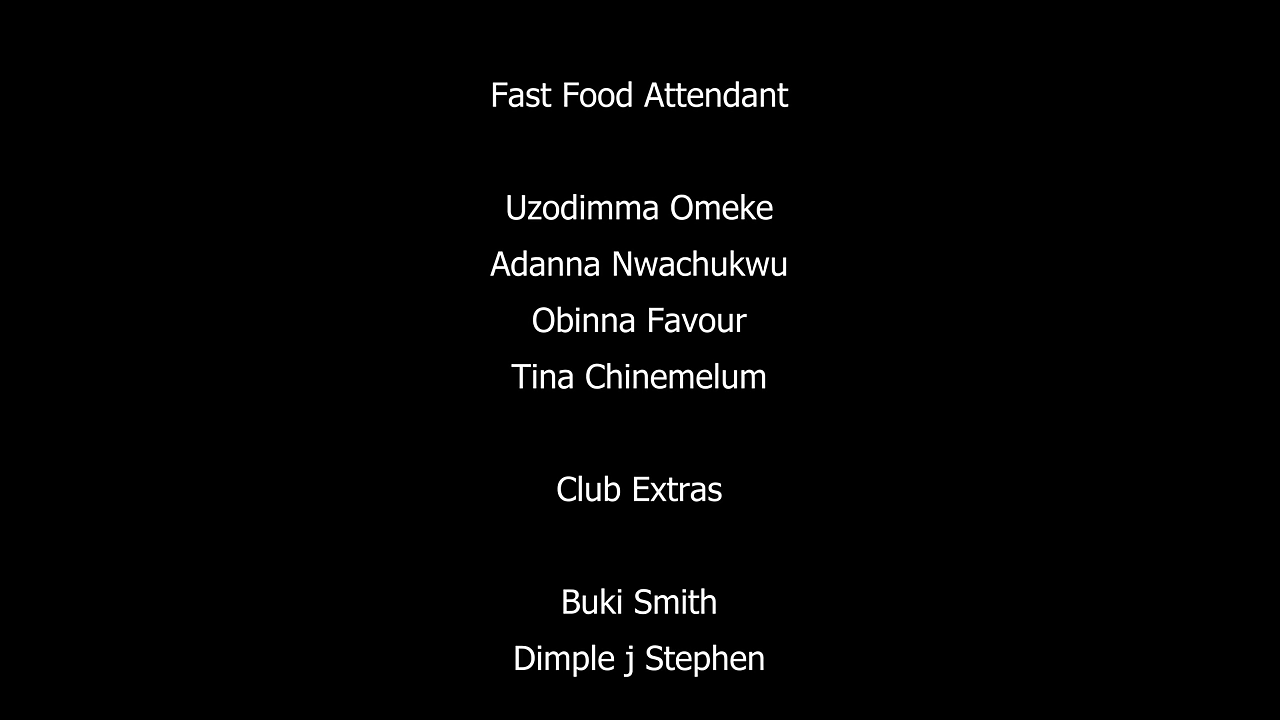 Fast Food Attendant
Uzodimma Omeke
Adanna Nwachukwu
Obinna Favour
Tina Chinemelum
Club Extras
Buki Smith
Dimple j Stephen